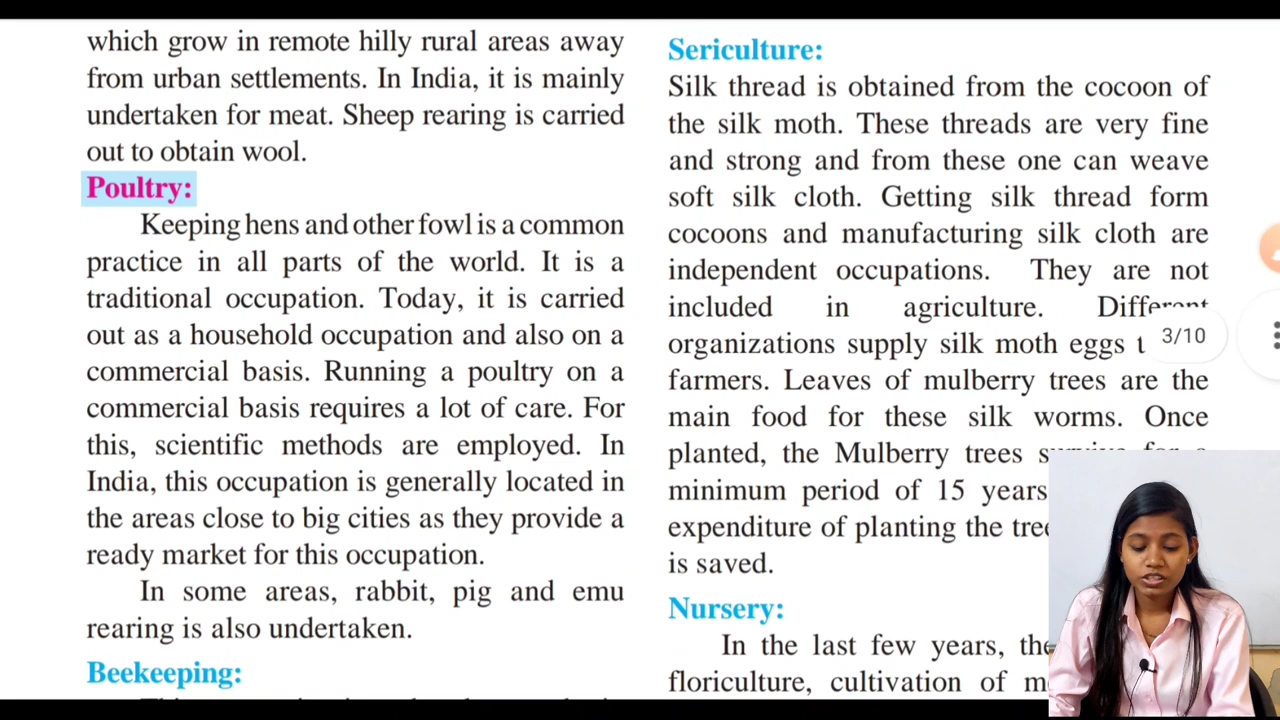 which grow in remote hilly rural areas away
from urban settlements. In India, it is mainly
undertaken for meat. Sheep rearing is carried
out to obtain wool.
Poultry:
Keeping hens and other fowl is a common
practice in all parts of the world. It is a
traditional occupation. Today, it is carried
out as a household occupation and also on a
commercial basis. Running a poultry on a
commercial basis requires a lot of care. For
this, scientific methods are employed. In
India, this occupation is generally located in
the areas close to big cities as they provide a
ready market for this occupation.
In some areas, rabbit, pig and emu
rearing is also undertaken.
Beekeeping:
Sericulture:
Silk thread is obtained from the cocoon of
the silk moth. These threads are very fine
and strong and from these one can weave
soft silk cloth. Getting silk thread form
cocoons and manufacturing silk cloth are
independent occupations. They are not
included in agriculture. Different
organizations supply silk moth eggs
farmers. Leaves of mulberry trees are the
main food for these silk worms. Once
planted, the Mulberry trees
minimum period of 15 years
expenditure of planting the
is saved.
Nursery:
In the last few years,
floriculture, cultivation of
3/10